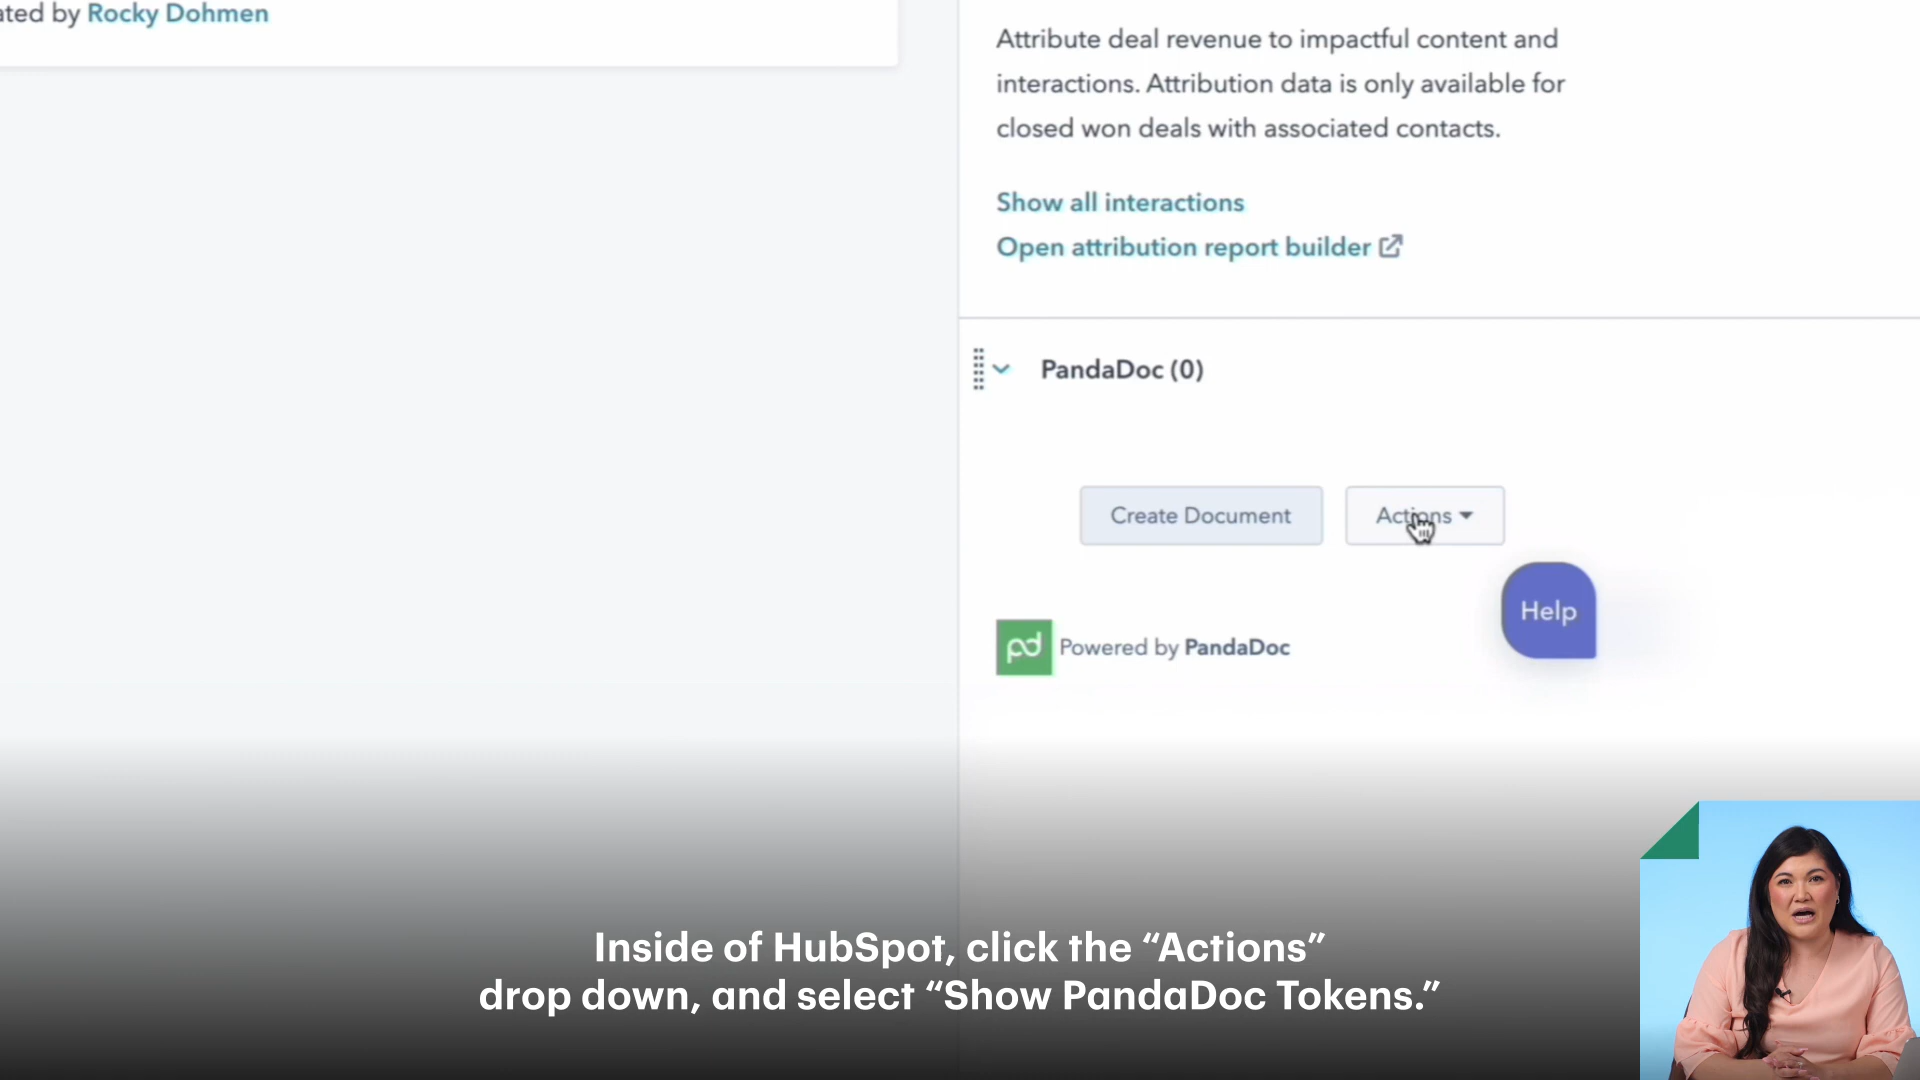 ated by Rocky Dohmen
Attribute deal revenue to impactful content and
interactions. Attribution data is only available for
closed won deals with associated contacts.
Show all interactions
Open attribution report builder
PandaDoc (0)
Create Document
Actions
Help
pd Powered by PandaDoc
Inside of HubSpot, click the “Actions”
drop down, and select “Show PandaDoc Tokens.”